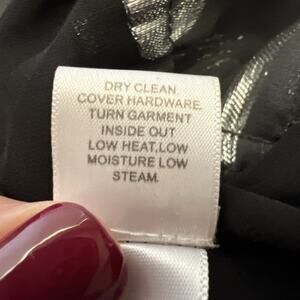 DRY CLEAN.
COVER HARDWARE.
TURN GARMENT
INSIDE OUT
LOW HEAT,LOW
MOISTURE LOW
STEAM.